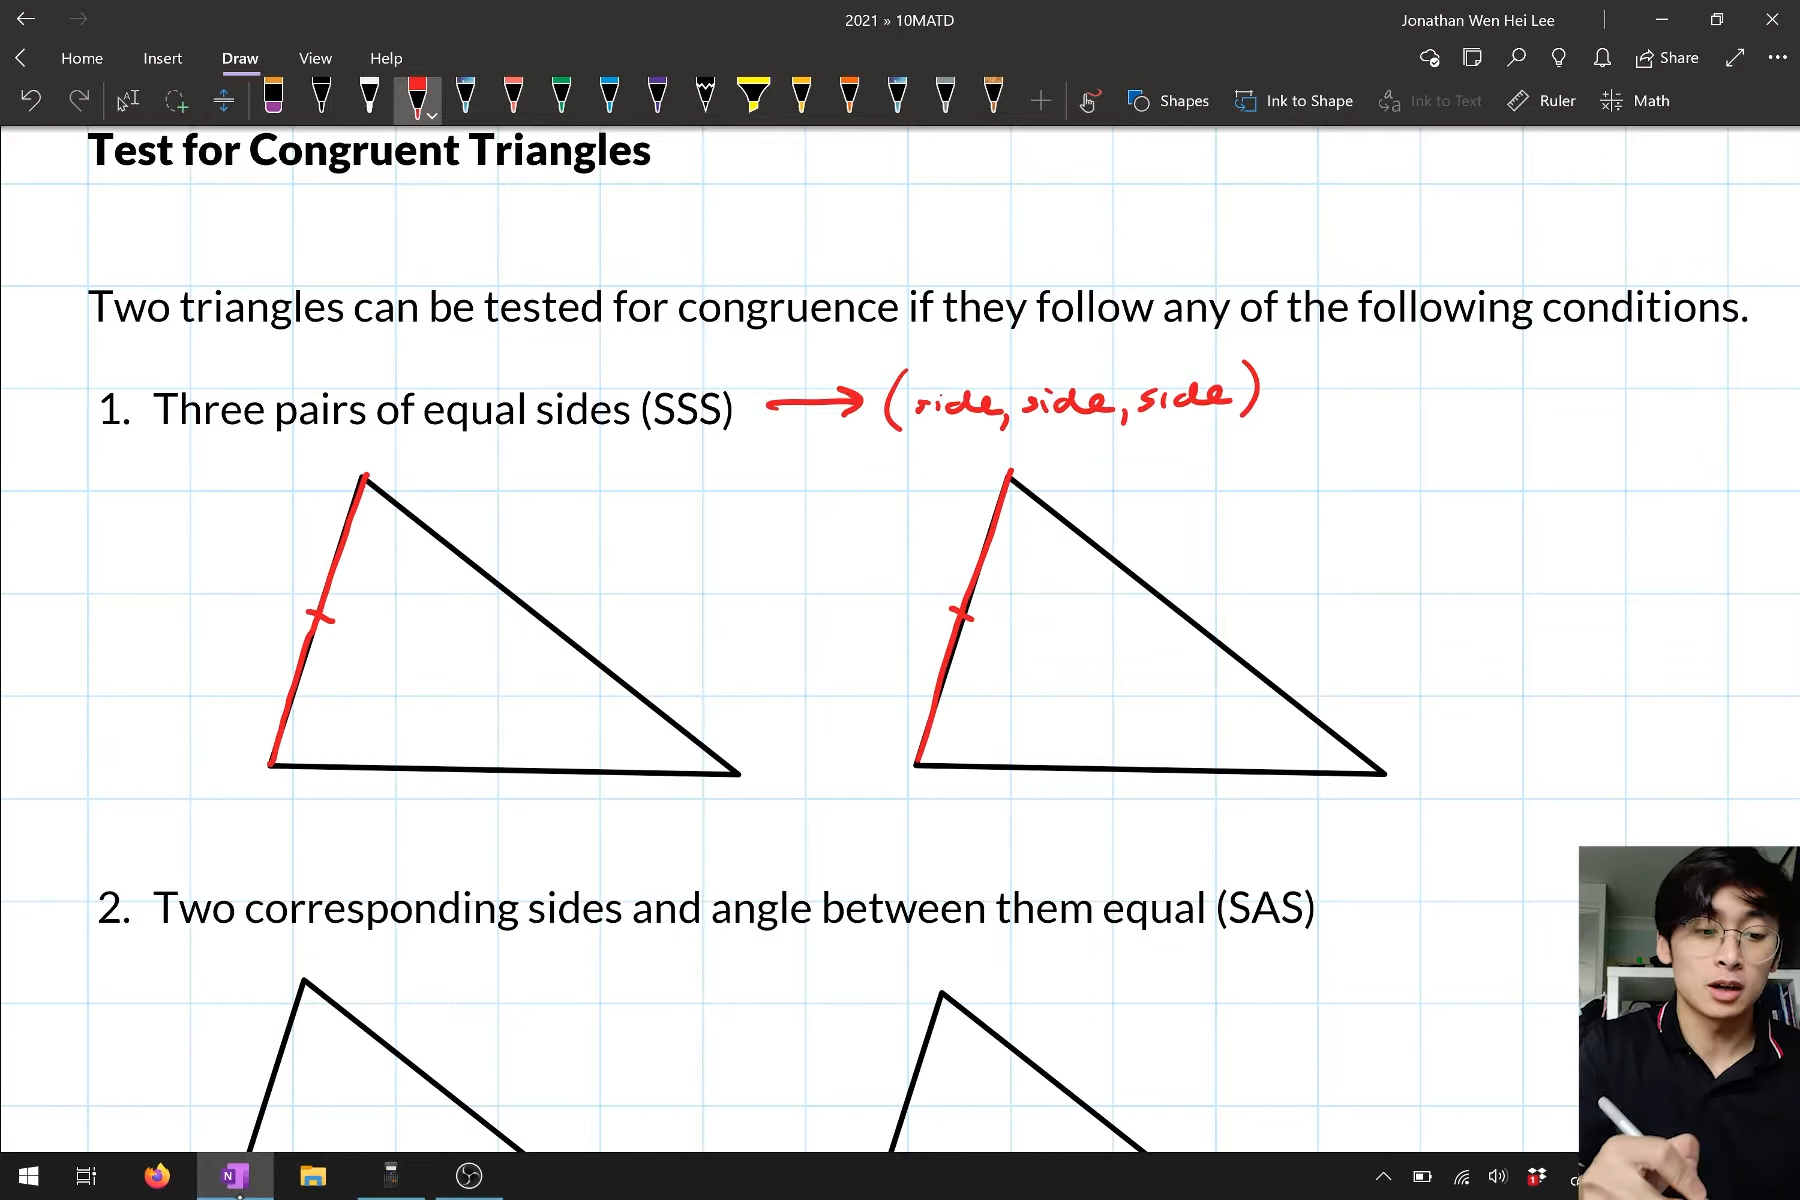 2021 » 10MATD
Jonathan Wen Hei Lee
Home Insert Draw View Help
Share
Shapes Ink to Shape Ink to Text Ruler Math
Test for Congruent Triangles
Two triangles can be tested for congruence if they follow any of the following conditions.
1. Three pairs of equal sides (SSS) → (side, side, side)
2. Two corresponding sides and angle between them equal (SAS)